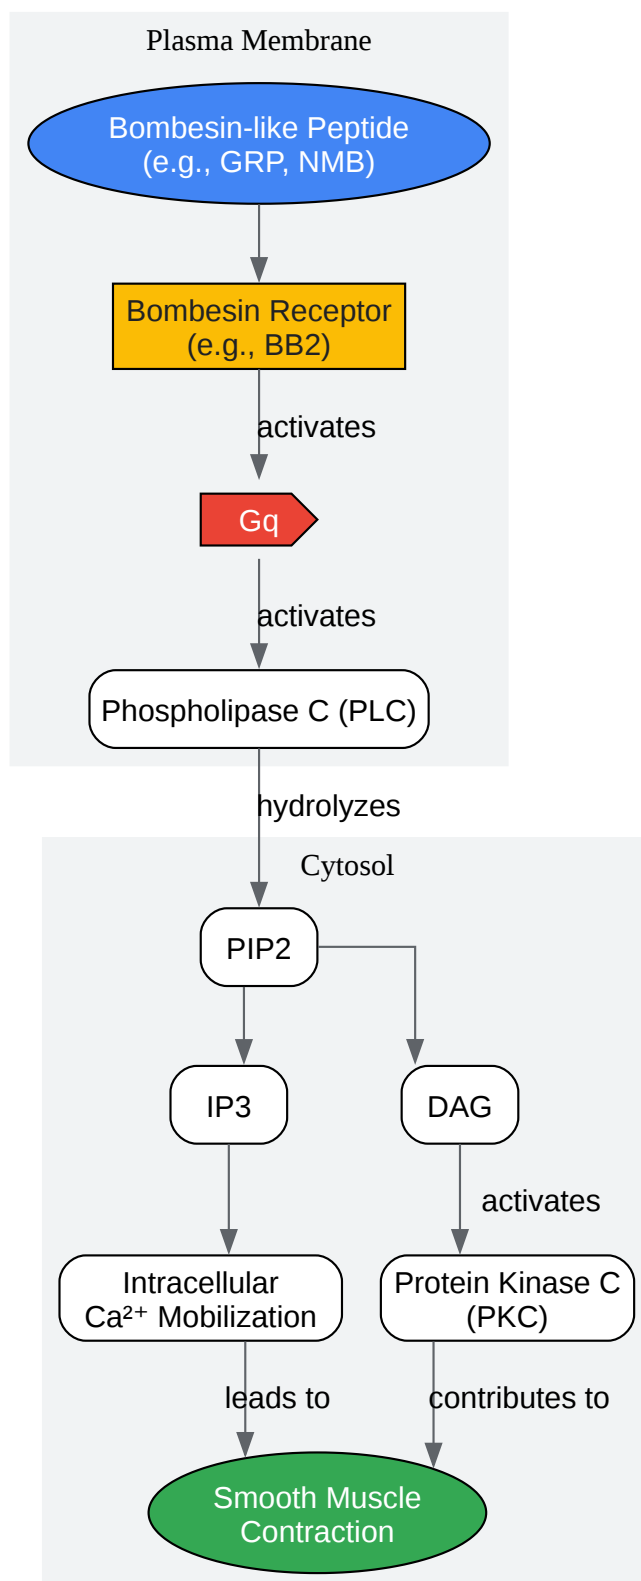 Plasma Membrane
Bombesin-like Peptide
(e.g., GRP, NMB)
Bombesin Receptor
(e.g., BB2)
activates
Gq
activates
Phospholipase C (PLC)
hydrolyzes
Cytosol
PIP2
IP3
DAG
activates
Intracellular
Ca²⁺ Mobilization
Protein Kinase C
(PKC)
leads to
contributes to
Smooth Muscle
Contraction